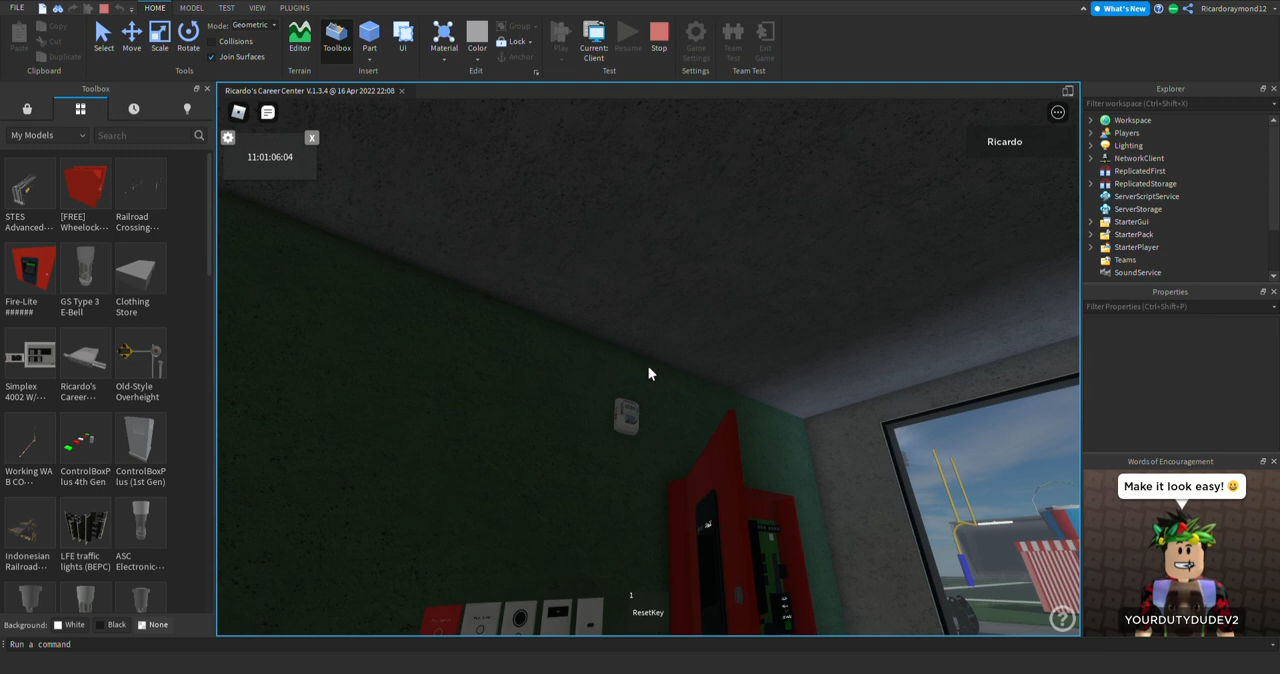 FILE
HOME
MODEL
TEST
VIEW
PLUGINS
What's New
Ricardoraymond12
Paste
Copy
Cut
Duplicate
Clipboard
Select
Move
Scale
Rotate
Mode:
Geometric
Collisions
Join Surfaces
Tools
Editor
Terrain
Toolbox
Part
UI
Insert
Material
Color
Group
Lock
Anchor
Edit
Play
Current:
Client
Resume
Stop
Test
Game
Settings
Settings
Team
Test
Exit
Game
Team Test
Toolbox
My Models
Search
STES
Advanced...
[FREE]
Wheelock...
Railroad
Crossing...
Fire-Lite
######
GS Type 3
E-Bell
Clothing
Store
Simplex
4002 W/...
Ricardo's
Career...
Old-Style
Overheight
Working WA
B CO...
ControlBoxP
lus 4th Gen
ControlBoxP
lus (1st Gen)
Indonesian
Railroad...
LFE traffic
lights (BEPC)
ASC
Electronic...
Background:
White
Black
None
Run a command
Ricardo's Career Center V.1.3.4 @ 16 Apr 2022 22:08
X
11:01:06:04
Ricardo
1
ResetKey
?
Explorer
Filter workspace (Ctrl+Shift+X)
Workspace
Players
Lighting
NetworkClient
ReplicatedFirst
ReplicatedStorage
ServerScriptService
ServerStorage
StarterGui
StarterPack
StarterPlayer
Teams
SoundService
Properties
Filter Properties (Ctrl+Shift+P)
Words of Encouragement
Make it look easy! 😀
YOURDUTYDUDEV2